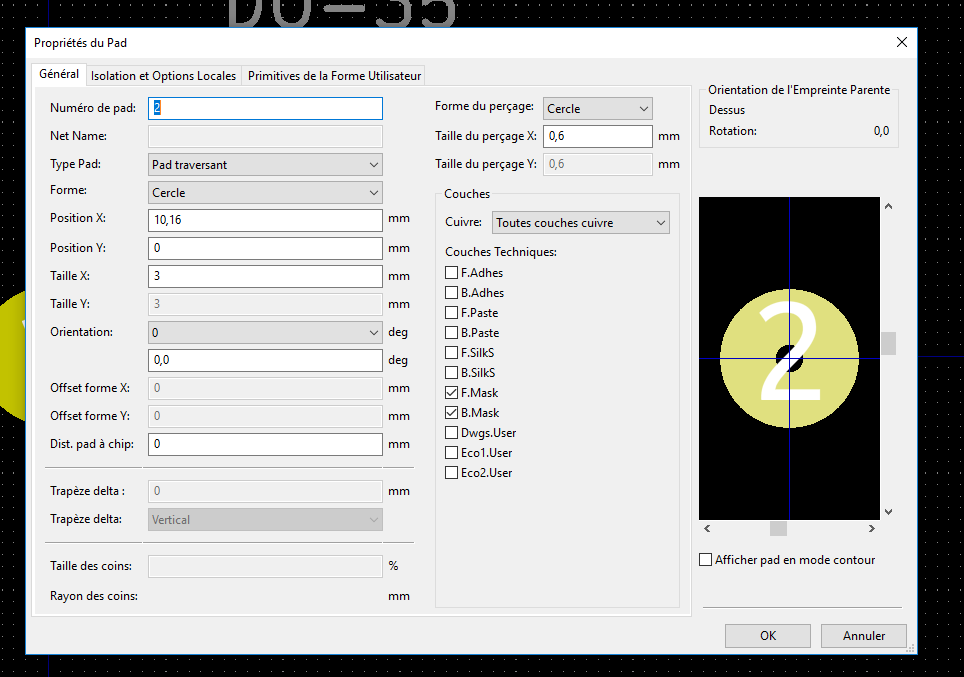 DO-35
Propriétés du Pad
Général
Isolation et Options Locales
Primitives de la Forme Utilisateur
Numéro de pad: 2
Net Name:
Type Pad: Pad traversant
Forme: Cercle
Position X: 10,16 mm
Position Y: 0 mm
Taille X: 3 mm
Taille Y: 3 mm
Orientation: 0 deg
0,0 deg
Offset forme X: 0 mm
Offset forme Y: 0 mm
Dist. pad à chip: 0 mm
Trapèze delta : 0 mm
Trapèze delta: Vertical
Taille des coins: %
Rayon des coins: mm
Forme du perçage: Cercle
Taille du perçage X: 0,6 mm
Taille du perçage Y: 0,6 mm
Couches
Cuivre: Toutes couches cuivre
Couches Techniques:
F.Adhes
B.Adhes
F.Paste
B.Paste
F.SilkS
B.SilkS
F.Mask
B.Mask
Dwgs.User
Eco1.User
Eco2.User
Orientation de l'Empreinte Parente
Dessus
Rotation: 0,0
2
Afficher pad en mode contour
OK
Annuler